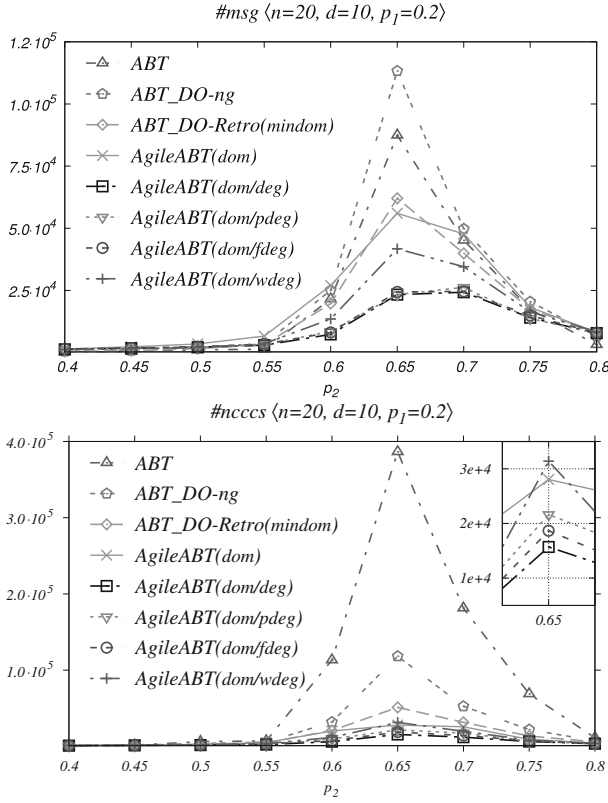 #msg ⟨n=20, d=10, p1=0.2⟩
1.2·10^5
1.0·10^5
7.5·10^4
5.0·10^4
2.5·10^4
ABT
ABT_DO-ng
ABT_DO-Retro(mindom)
AgileABT(dom)
AgileABT(dom/deg)
AgileABT(dom/pdeg)
AgileABT(dom/fdeg)
AgileABT(dom/wdeg)
0.4 0.45 0.5 0.55 0.6 0.65 0.7 0.75 0.8
p2
#ncccs ⟨n=20, d=10, p1=0.2⟩
4.0·10^5
3.0·10^5
2.0·10^5
1.0·10^5
ABT
ABT_DO-ng
ABT_DO-Retro(mindom)
AgileABT(dom)
AgileABT(dom/deg)
AgileABT(dom/pdeg)
AgileABT(dom/fdeg)
AgileABT(dom/wdeg)
3e+4
2e+4
1e+4
0.65
0.4 0.45 0.5 0.55 0.6 0.65 0.7 0.75 0.8
p2